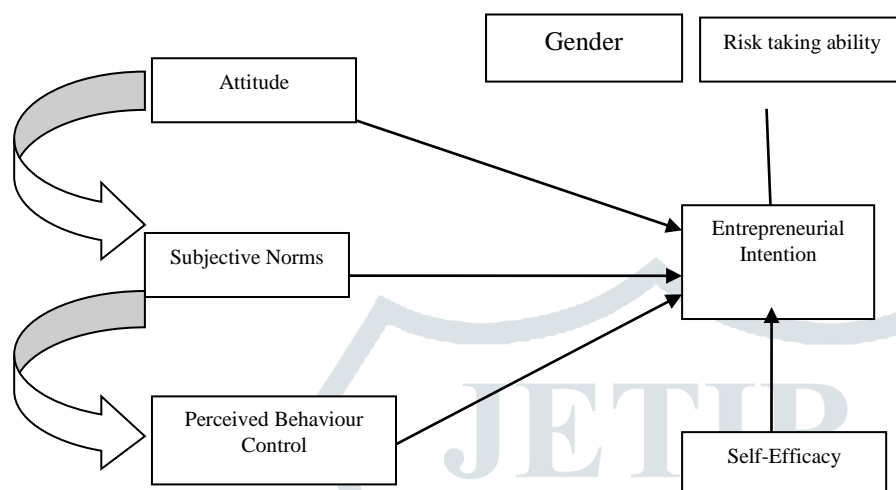 Gender
Risk taking ability
Attitude
Entrepreneurial
Intention
Subjective Norms
Perceived Behaviour
Control
JETIR
Self-Efficacy